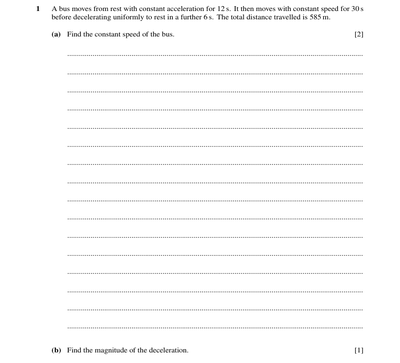 1 A bus moves from rest with constant acceleration for 12 s. It then moves with constant speed for 30 s
before decelerating uniformly to rest in a further 6 s. The total distance travelled is 585 m.
(a) Find the constant speed of the bus. [2]
(b) Find the magnitude of the deceleration. [1]